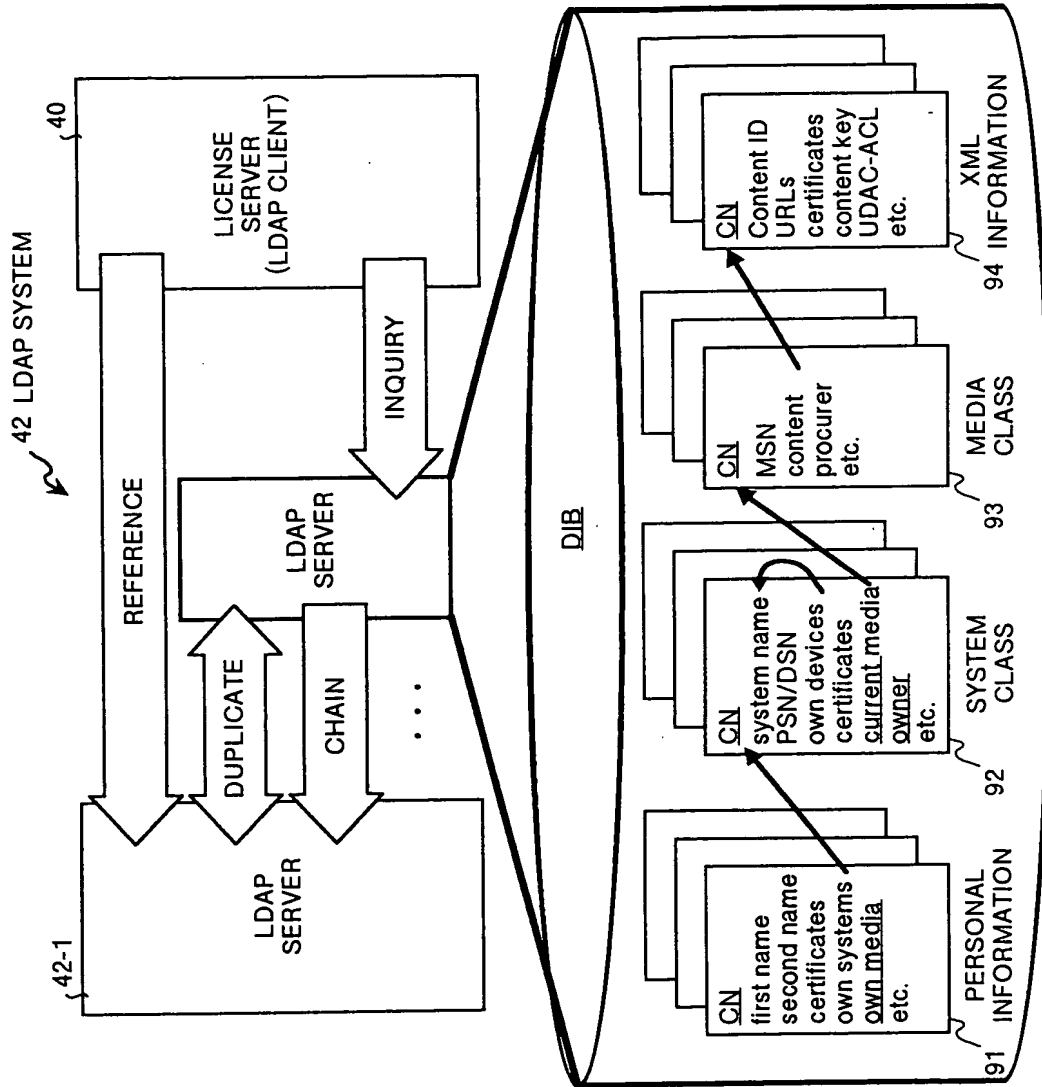 42 LDAP SYSTEM
42-1
LDAP
SERVER
REFERENCE
DUPLICATE
CHAIN
. . . .
LDAP
SERVER
INQUIRY
40
LICENSE
SERVER
(LDAP CLIENT)
DIB
CN
first name
second name
certificates
own systems
own media
etc.
91
PERSONAL
INFORMATION
CN
system name
PSN/DSN
own devices
certificates
current media
owner
etc.
92
SYSTEM
CLASS
CN
MSN
content
procurer
etc.
93
MEDIA
CLASS
CN
Content ID
URLs
certificates
content key
UDAC-ACL
etc.
94
XML
INFORMATION